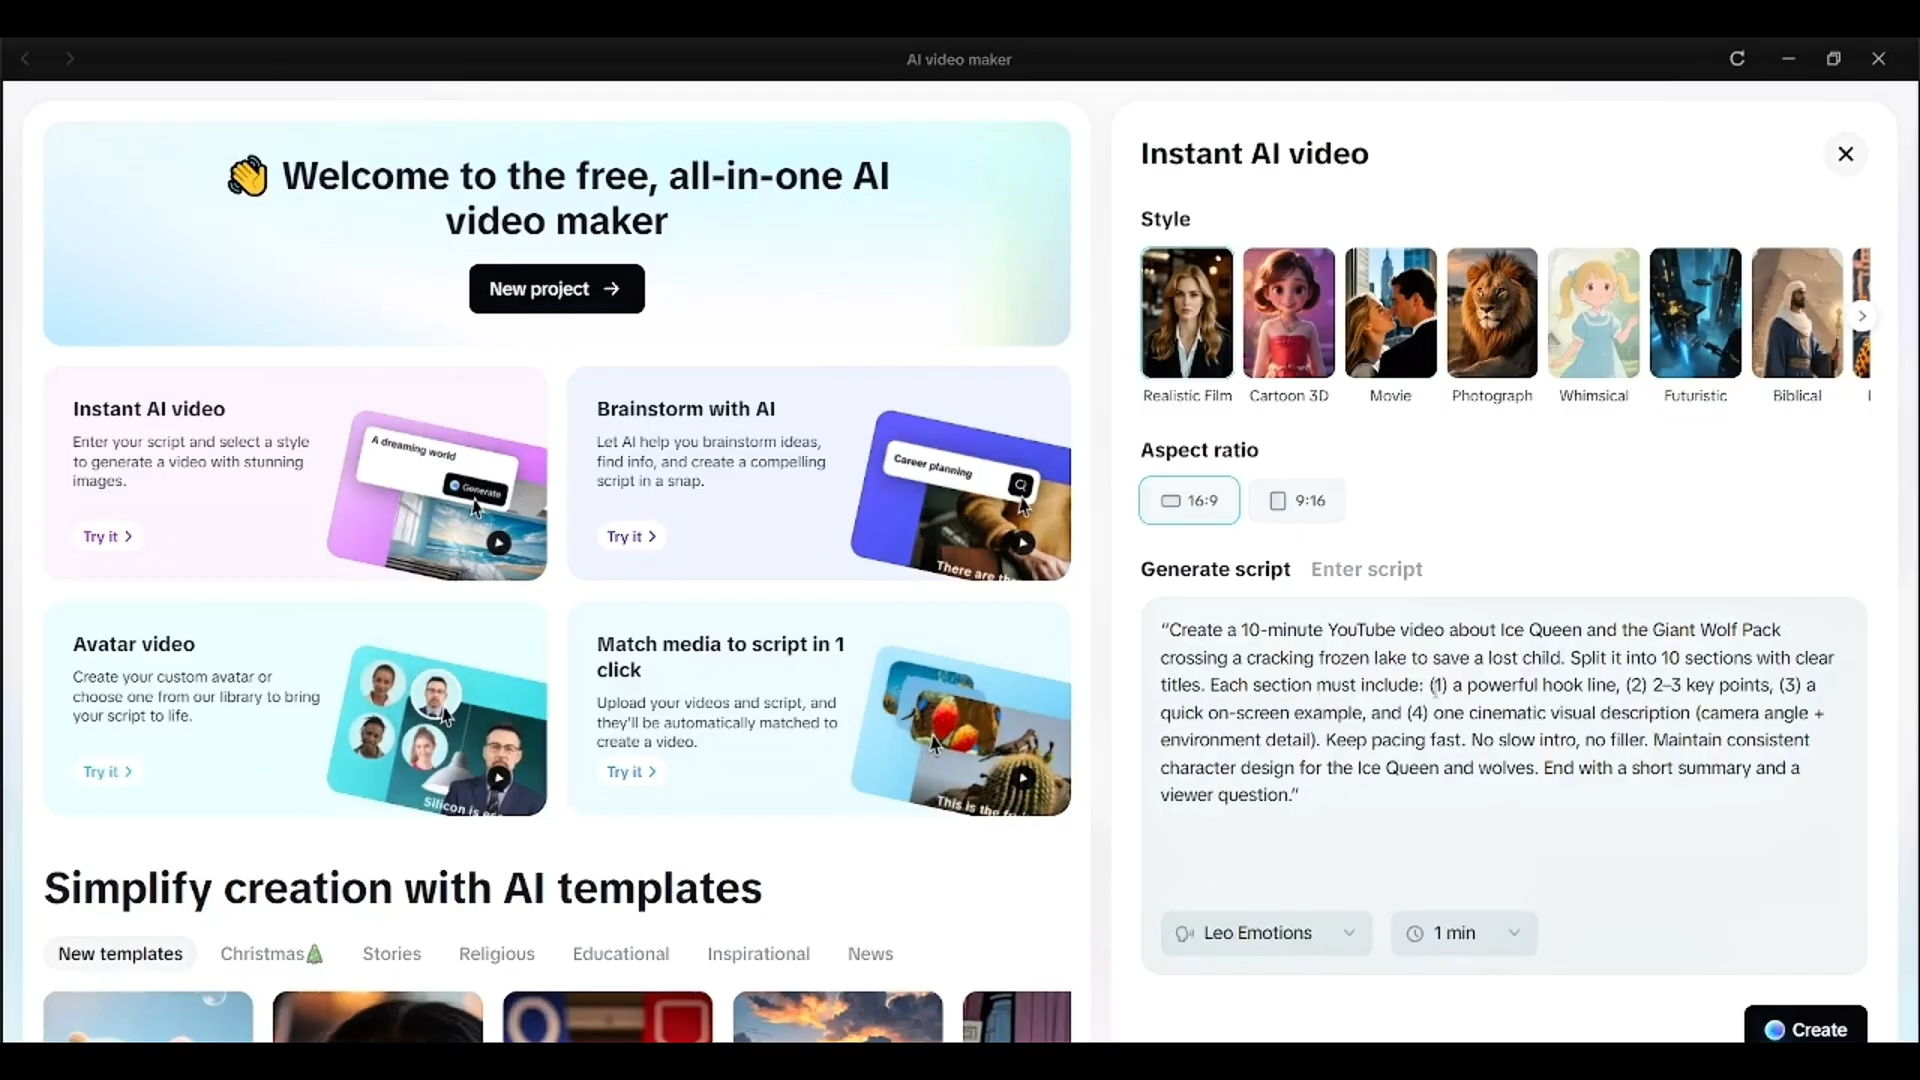 AI video maker
Welcome to the free, all-in-one AI
video maker
New project
Instant AI video
Enter your script and select a style
to generate a video with stunning
images.
Try it
A dreaming world
Generate
Brainstorm with AI
Let AI help you brainstorm ideas,
find info, and create a compelling
script in a snap.
Try it
Career planning
There are th
Avatar video
Create your custom avatar or
choose one from our library to bring
your script to life.
Try it
Silicon is
Match media to script in 1
click
Upload your videos and script, and
they'll be automatically matched to
create a video.
Try it
This is the
Simplify creation with AI templates
New templates
Christmas🎄
Stories
Religious
Educational
Inspirational
News
Instant AI video
Style
Realistic Film
Cartoon 3D
Movie
Photograph
Whimsical
Futuristic
Biblical
Aspect ratio
16:9
9:16
Generate script
Enter script
“Create a 10-minute YouTube video about Ice Queen and the Giant Wolf Pack
crossing a cracking frozen lake to save a lost child. Split it into 10 sections with clear
titles. Each section must include: (1) a powerful hook line, (2) 2–3 key points, (3) a
quick on-screen example, and (4) one cinematic visual description (camera angle +
environment detail). Keep pacing fast. No slow intro, no filler. Maintain consistent
character design for the Ice Queen and wolves. End with a short summary and a
viewer question.”
Leo Emotions
1 min
Create